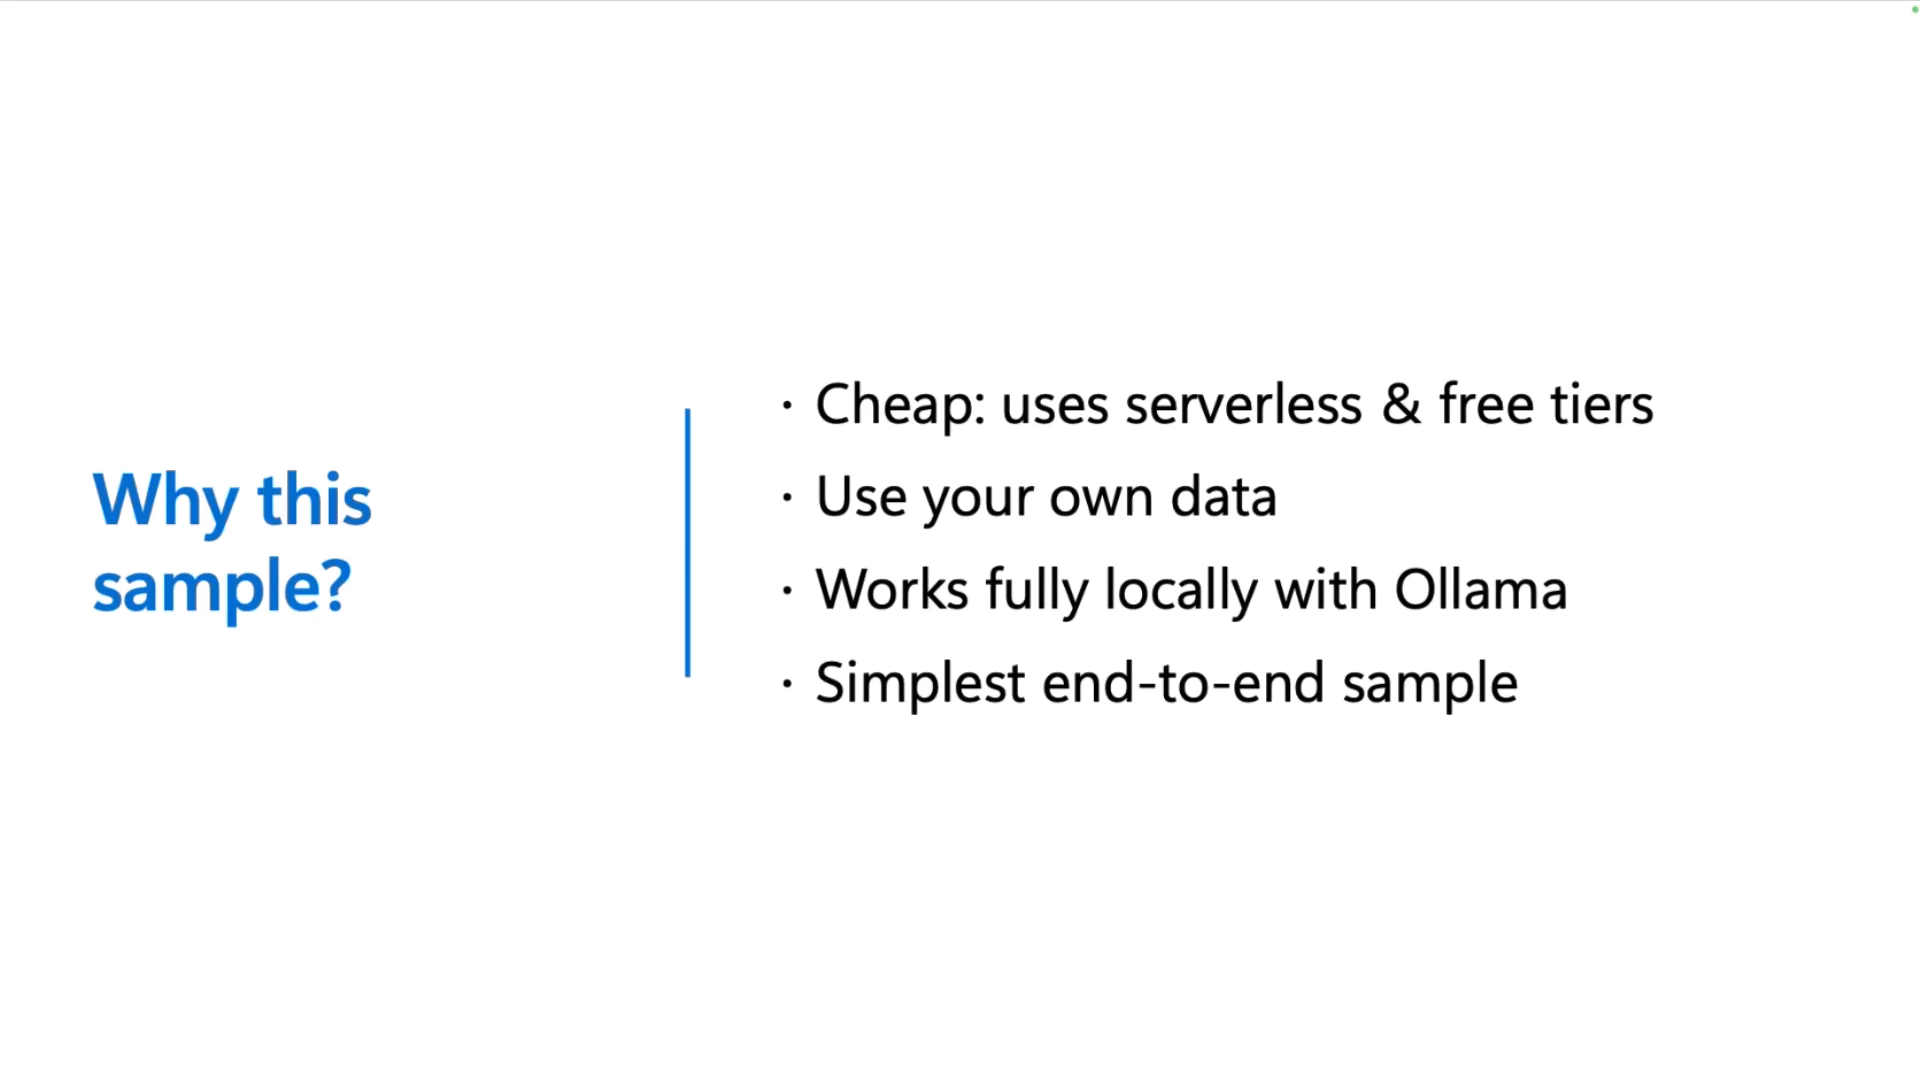 Why this
sample?
· Cheap: uses serverless & free tiers
· Use your own data
· Works fully locally with Ollama
· Simplest end-to-end sample